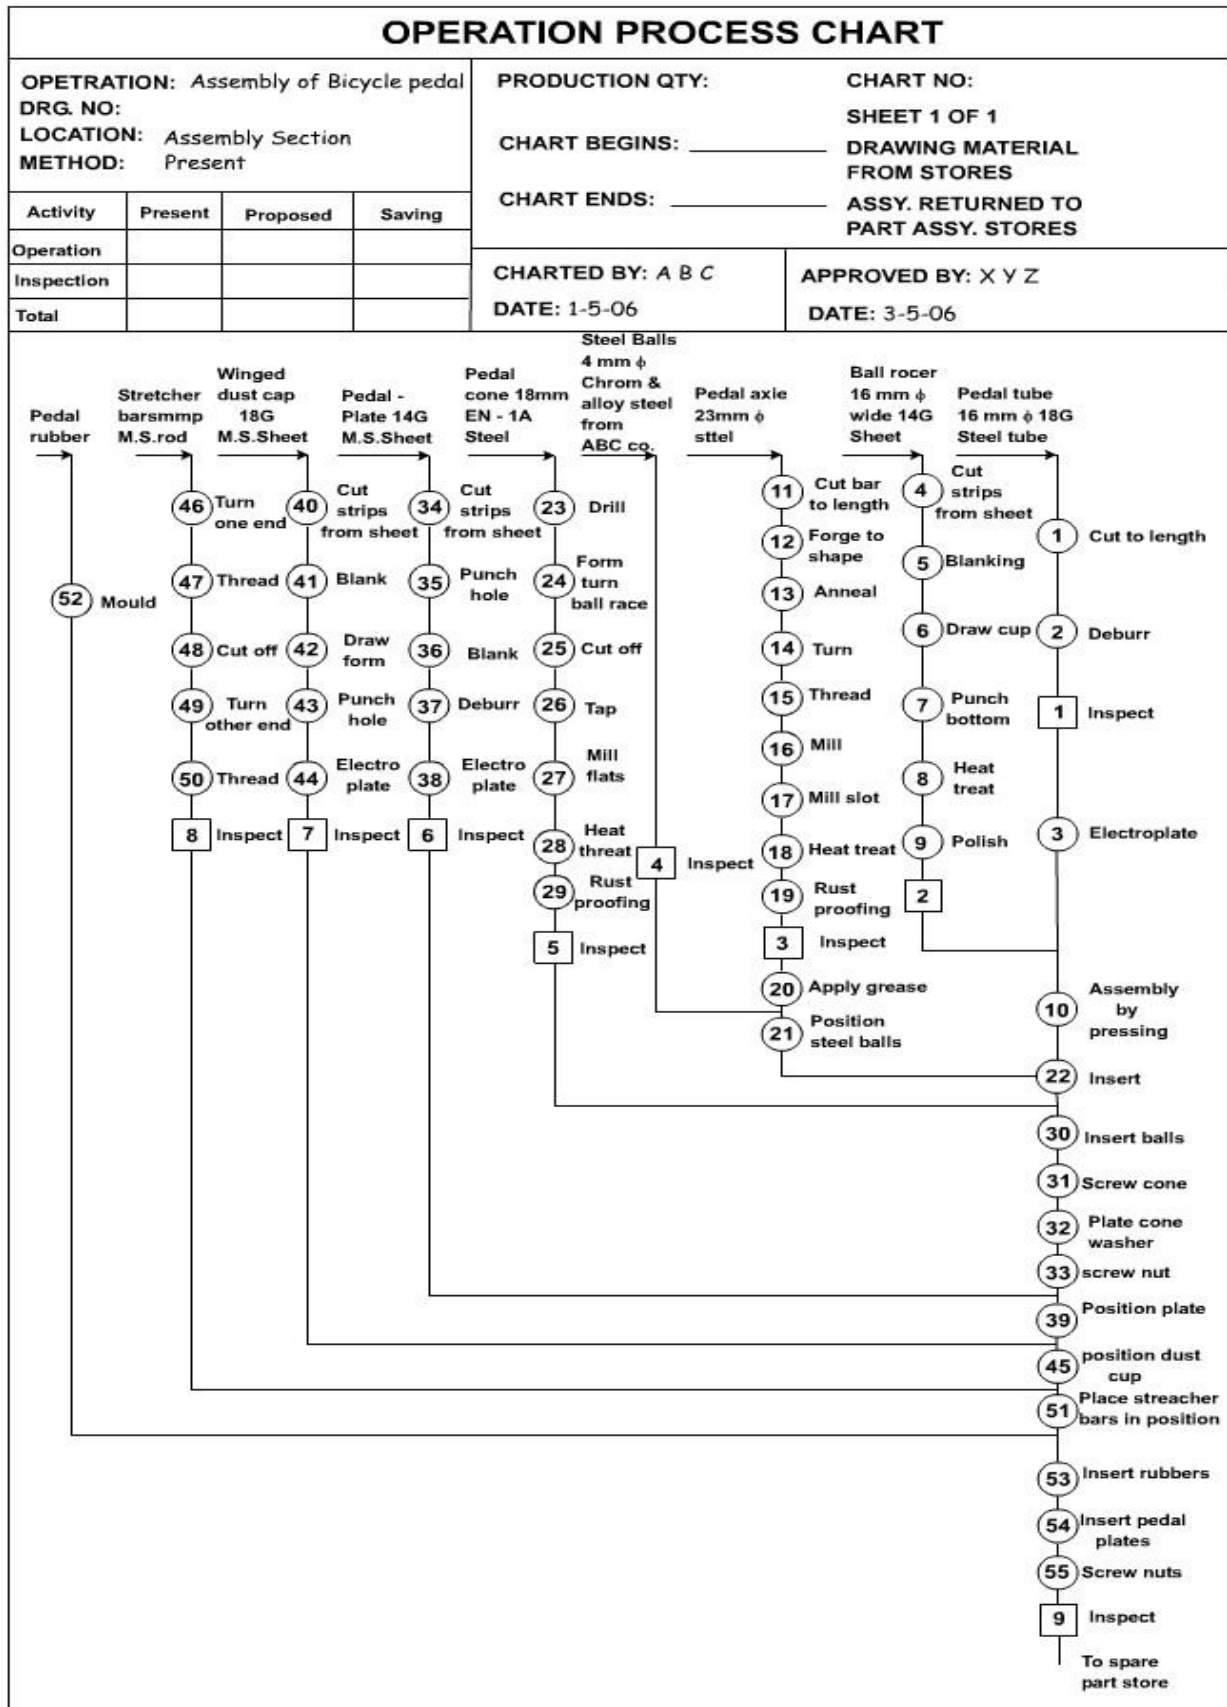 OPERATION PROCESS CHART
OPETRATION: Assembly of Bicycle pedal
DRG. NO:
LOCATION: Assembly Section
METHOD: Present
PRODUCTION QTY:
CHART BEGINS:
CHART ENDS:
CHART NO:
SHEET 1 OF 1
DRAWING MATERIAL
FROM STORES
ASSY. RETURNED TO
PART ASSY. STORES
Activity Present Proposed Saving
Operation
Inspection
Total
CHARTED BY: A B C
DATE: 1-5-06
APPROVED BY: X Y Z
DATE: 3-5-06
Pedal
rubber
52 Mould
Stretcher
barsmmp
M.S.rod
46 Turn
one end
47 Thread
48 Cut off
49 Turn
other end
50 Thread
8 Inspect
Winged
dust cap
18G
M.S.Sheet
40 Cut
strips
from sheet
41 Blank
42 Draw
form
43 Punch
hole
44 Electro
plate
7 Inspect
Pedal -
Plate 14G
M.S.Sheet
34 Cut
strips
from sheet
35 Punch
hole
36 Blank
37 Deburr
38 Electro
plate
6 Inspect
Pedal
cone 18mm
EN - 1A
Steel
23 Drill
24 Form
turn
ball race
25 Cut off
26 Tap
27 Mill
flats
28 Heat
threat
29 Rust
proofing
5 Inspect
Steel Balls
4 mm ϕ
Chrom &
alloy steel
from
ABC co.
4 Inspect
Pedal axle
23mm ϕ
sttel
11 Cut bar
to length
12 Forge to
shape
13 Anneal
14 Turn
15 Thread
16 Mill
17 Mill slot
18 Heat treat
19 Rust
proofing
3 Inspect
20 Apply grease
21 Position
steel balls
Ball rocer
16 mm ϕ
wide 14G
Sheet
4 Cut
strips
from sheet
5 Blanking
6 Draw cup
7 Punch
bottom
8 Heat
treat
9 Polish
2
Pedal tube
16 mm ϕ 18G
Steel tube
1 Cut to length
2 Deburr
1 Inspect
3 Electroplate
10 Assembly
by
pressing
22 Insert
30 Insert balls
31 Screw cone
32 Plate cone
washer
33 screw nut
39 Position plate
45 position dust
cup
51 Place streacher
bars in position
53 Insert rubbers
54 Insert pedal
plates
55 Screw nuts
9 Inspect
To spare
part store